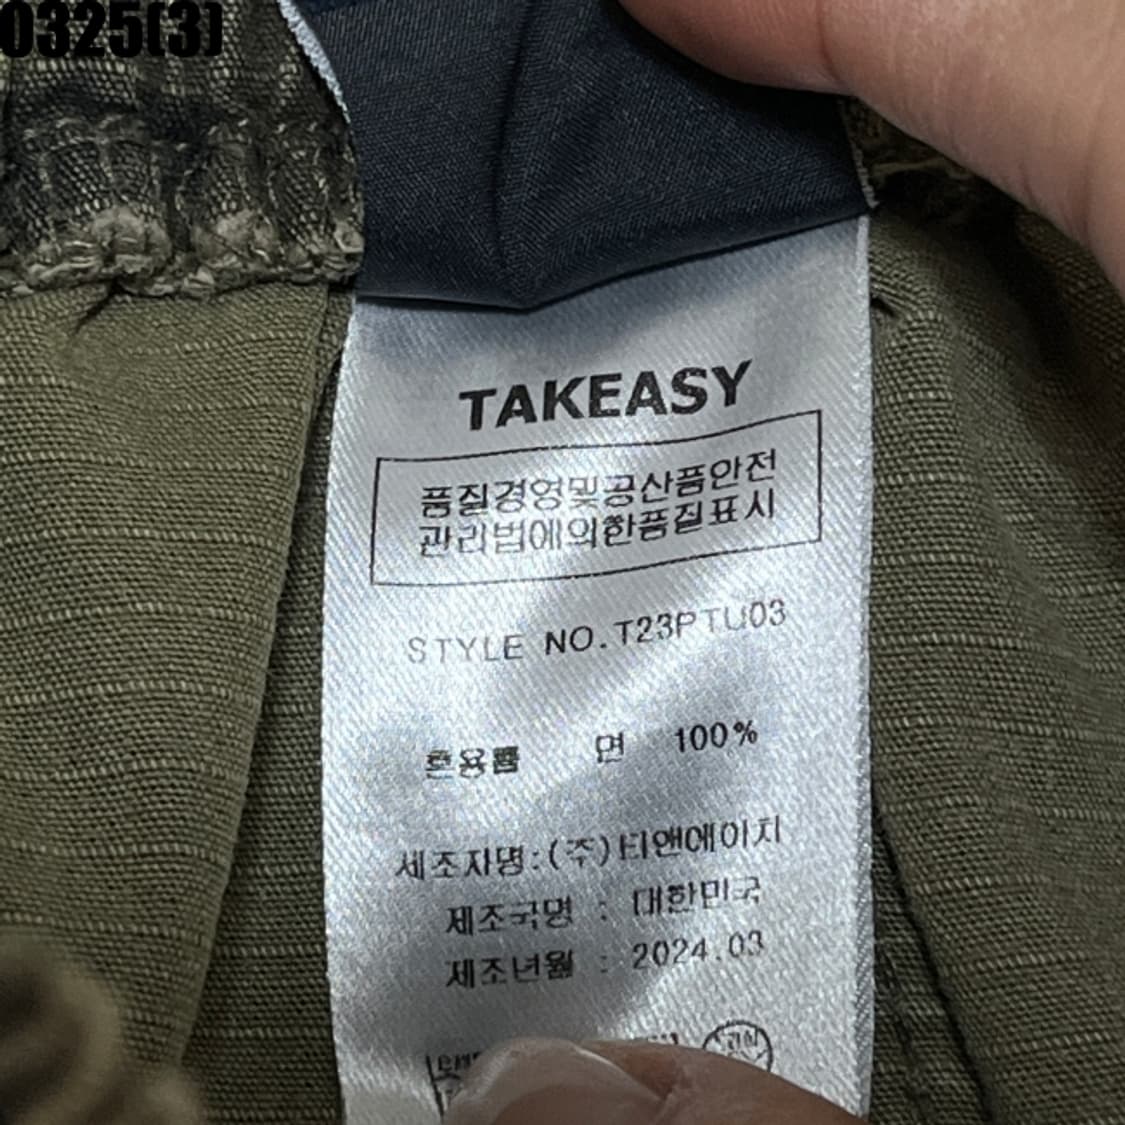 0325(3)
TAKEASY
품질경영및공산품안전
관리법에의한품질표시
STYLE NO.T23PTU03
혼용률 면 100%
제조자명:(주)티앤에이치
제조국명 : 대한민국
제조년월 : 2024.03